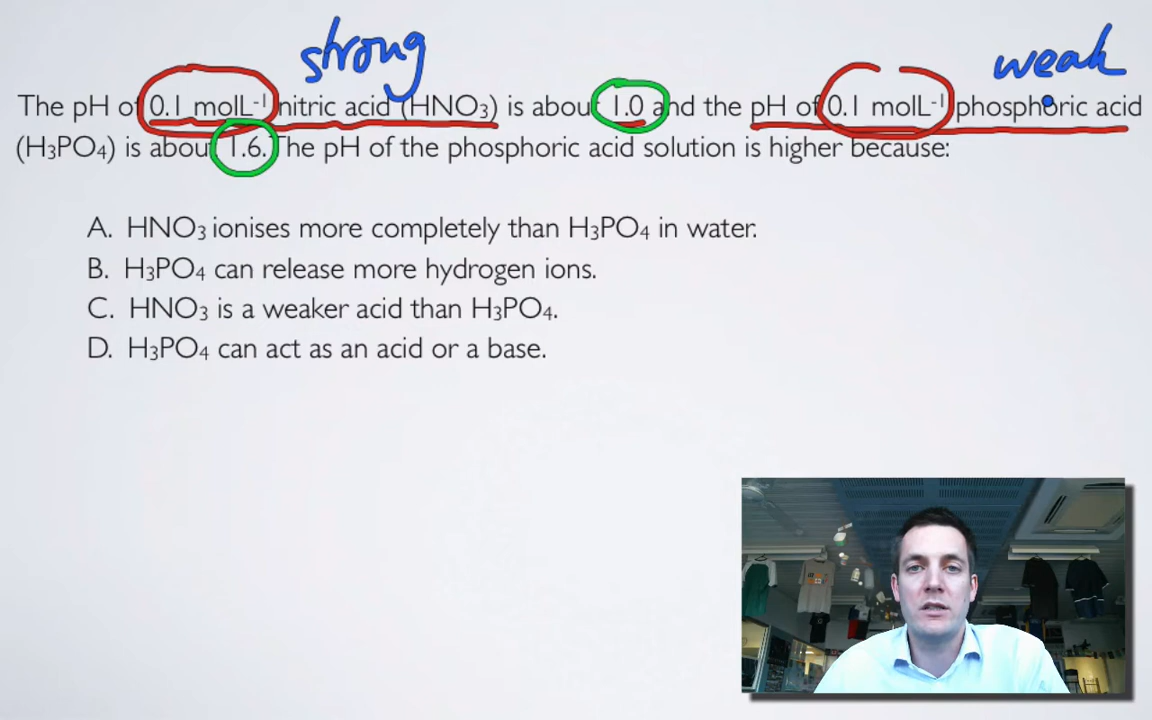 strong
weak
The pH of 0.1 molL⁻¹ nitric acid (HNO₃) is about 1.0 and the pH of 0.1 molL⁻¹ phosphoric acid
(H₃PO₄) is about 1.6. The pH of the phosphoric acid solution is higher because:
A. HNO₃ ionises more completely than H₃PO₄ in water.
B. H₃PO₄ can release more hydrogen ions.
C. HNO₃ is a weaker acid than H₃PO₄.
D. H₃PO₄ can act as an acid or a base.